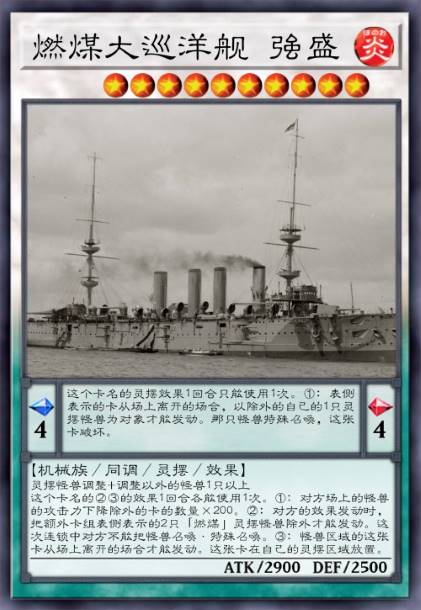 燃煤大巡洋舰 強盛
ほのお
炎
这个卡名的灵摆效果1回合只能使用1次。①：表侧
表示的卡从场上离开的场合，以除外的自己的1只灵
摆怪兽为对象才能发动。那只怪兽特殊召唤，这张
卡破坏。
4
4
【机械族／同调／灵摆／效果】
灵摆怪兽调整+调整以外的怪兽1只以上
这个卡名的②③的效果1回合各能使用1次。①：对方场上的怪兽
的攻击力下降除外的卡的数量×200。②：对方的效果发动时，
把额外卡组表侧表示的2只「燃煤」灵摆怪兽除外才能发动。这
次连锁中对方不能把怪兽召唤·特殊召唤。③：怪兽区域的这张
卡从场上离开的场合才能发动。这张卡在自己的灵摆区域放置。
ATK/2900 DEF/2500